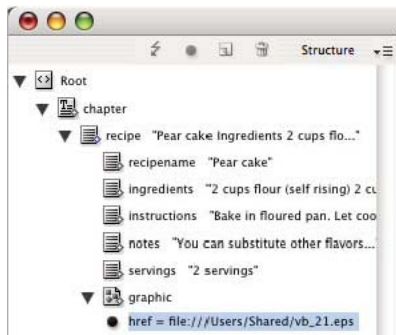 Structure
Root
chapter
recipe "Pear cake Ingredients 2 cups flo..."
recipename "Pear cake"
ingredients "2 cups flour (self rising) 2 cu
instructions "Bake in floured pan. Let coo
notes "You can substitute other flavors...
servings "2 servings"
graphic
href = file:///Users/Shared/vb_21.eps